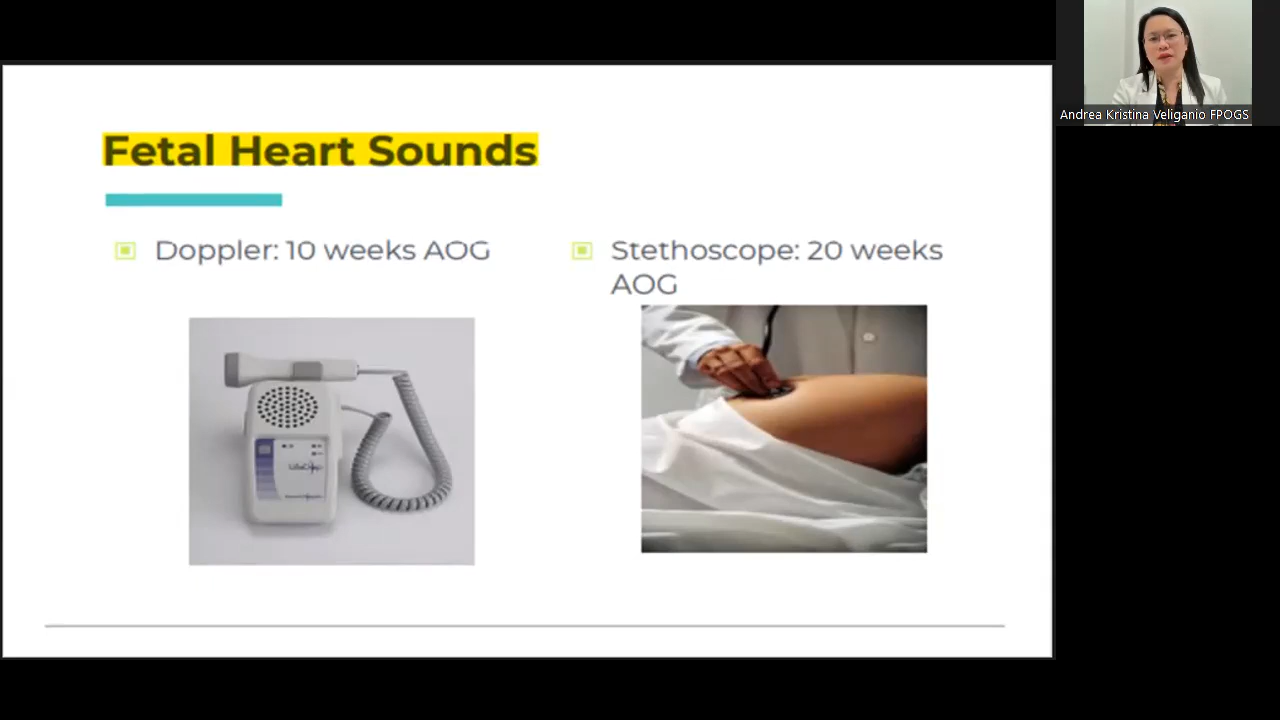 Fetal Heart Sounds
Doppler: 10 weeks AOG
Stethoscope: 20 weeks
AOG
Andrea Kristina Veliganio FPOGS